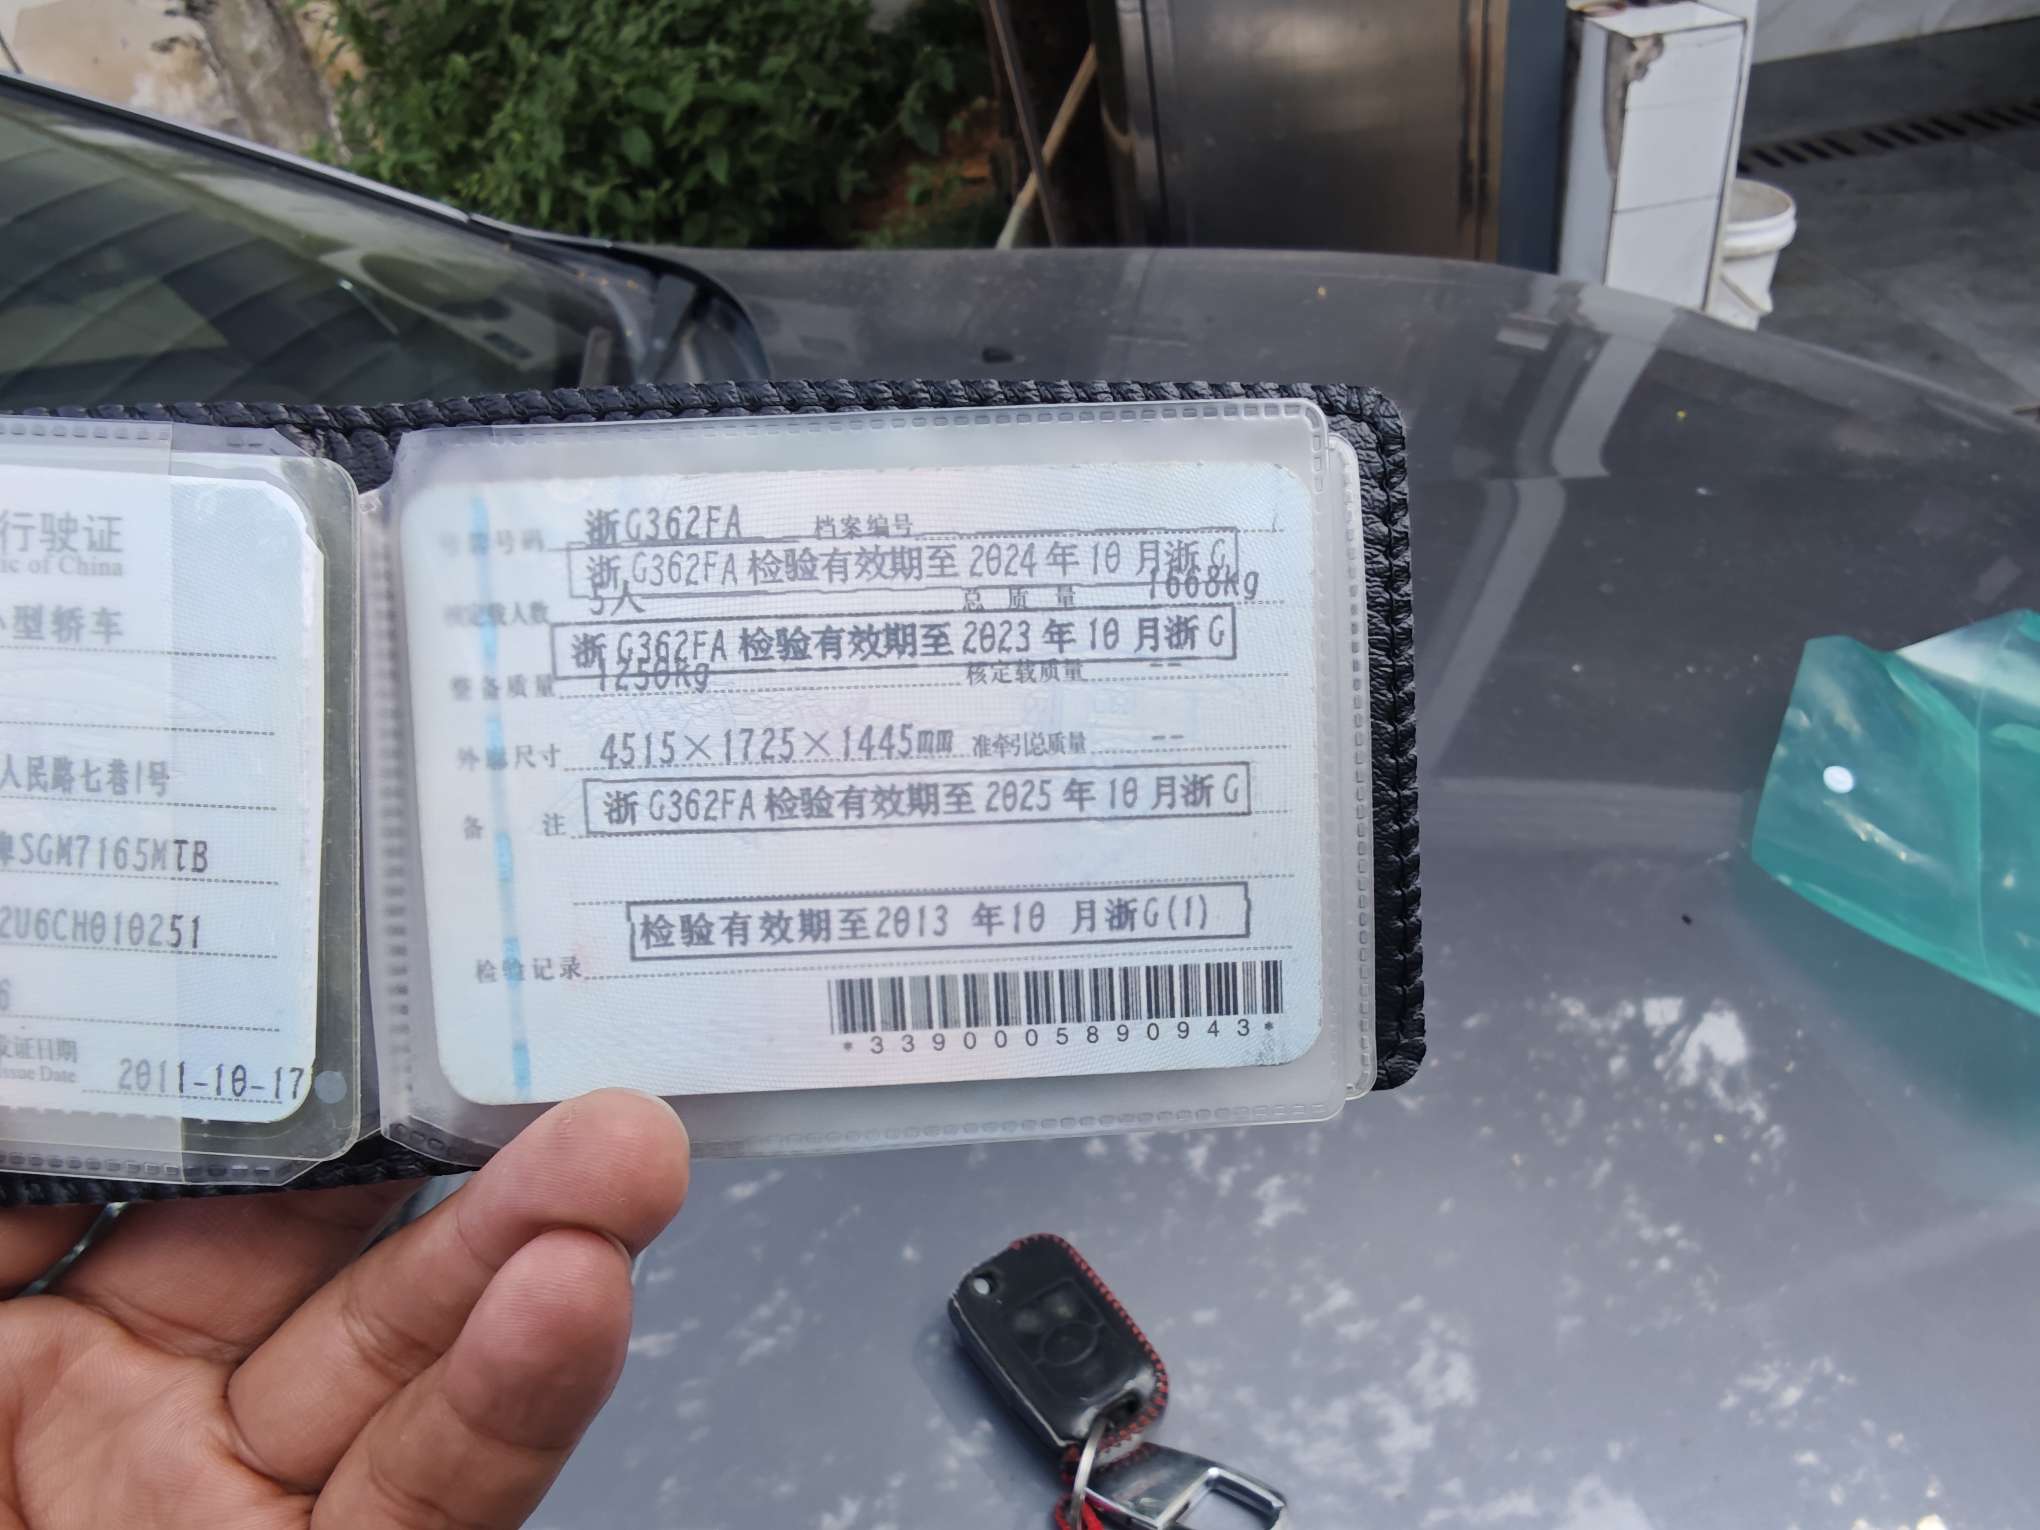 行驶证
ic of China
小型轿车
人民路七巷1号
牌SGM7165MTB
2U6CH010251
6
发证日期
Issue Date 2011-10-17
号牌号码 浙G362FA 档案编号
浙G362FA检验有效期至2024年10月浙G
核定载人数 5人 总质量 1668kg
浙G362FA检验有效期至2023年10月浙G
整备质量 1250kg 核定载质量 --
外廓尺寸 4515×1725×1445mm 准牵引总质量 --
备注 浙G362FA检验有效期至2025年10月浙G
检验有效期至2013 年10 月浙G(1)
检验记录
*3390005890943*